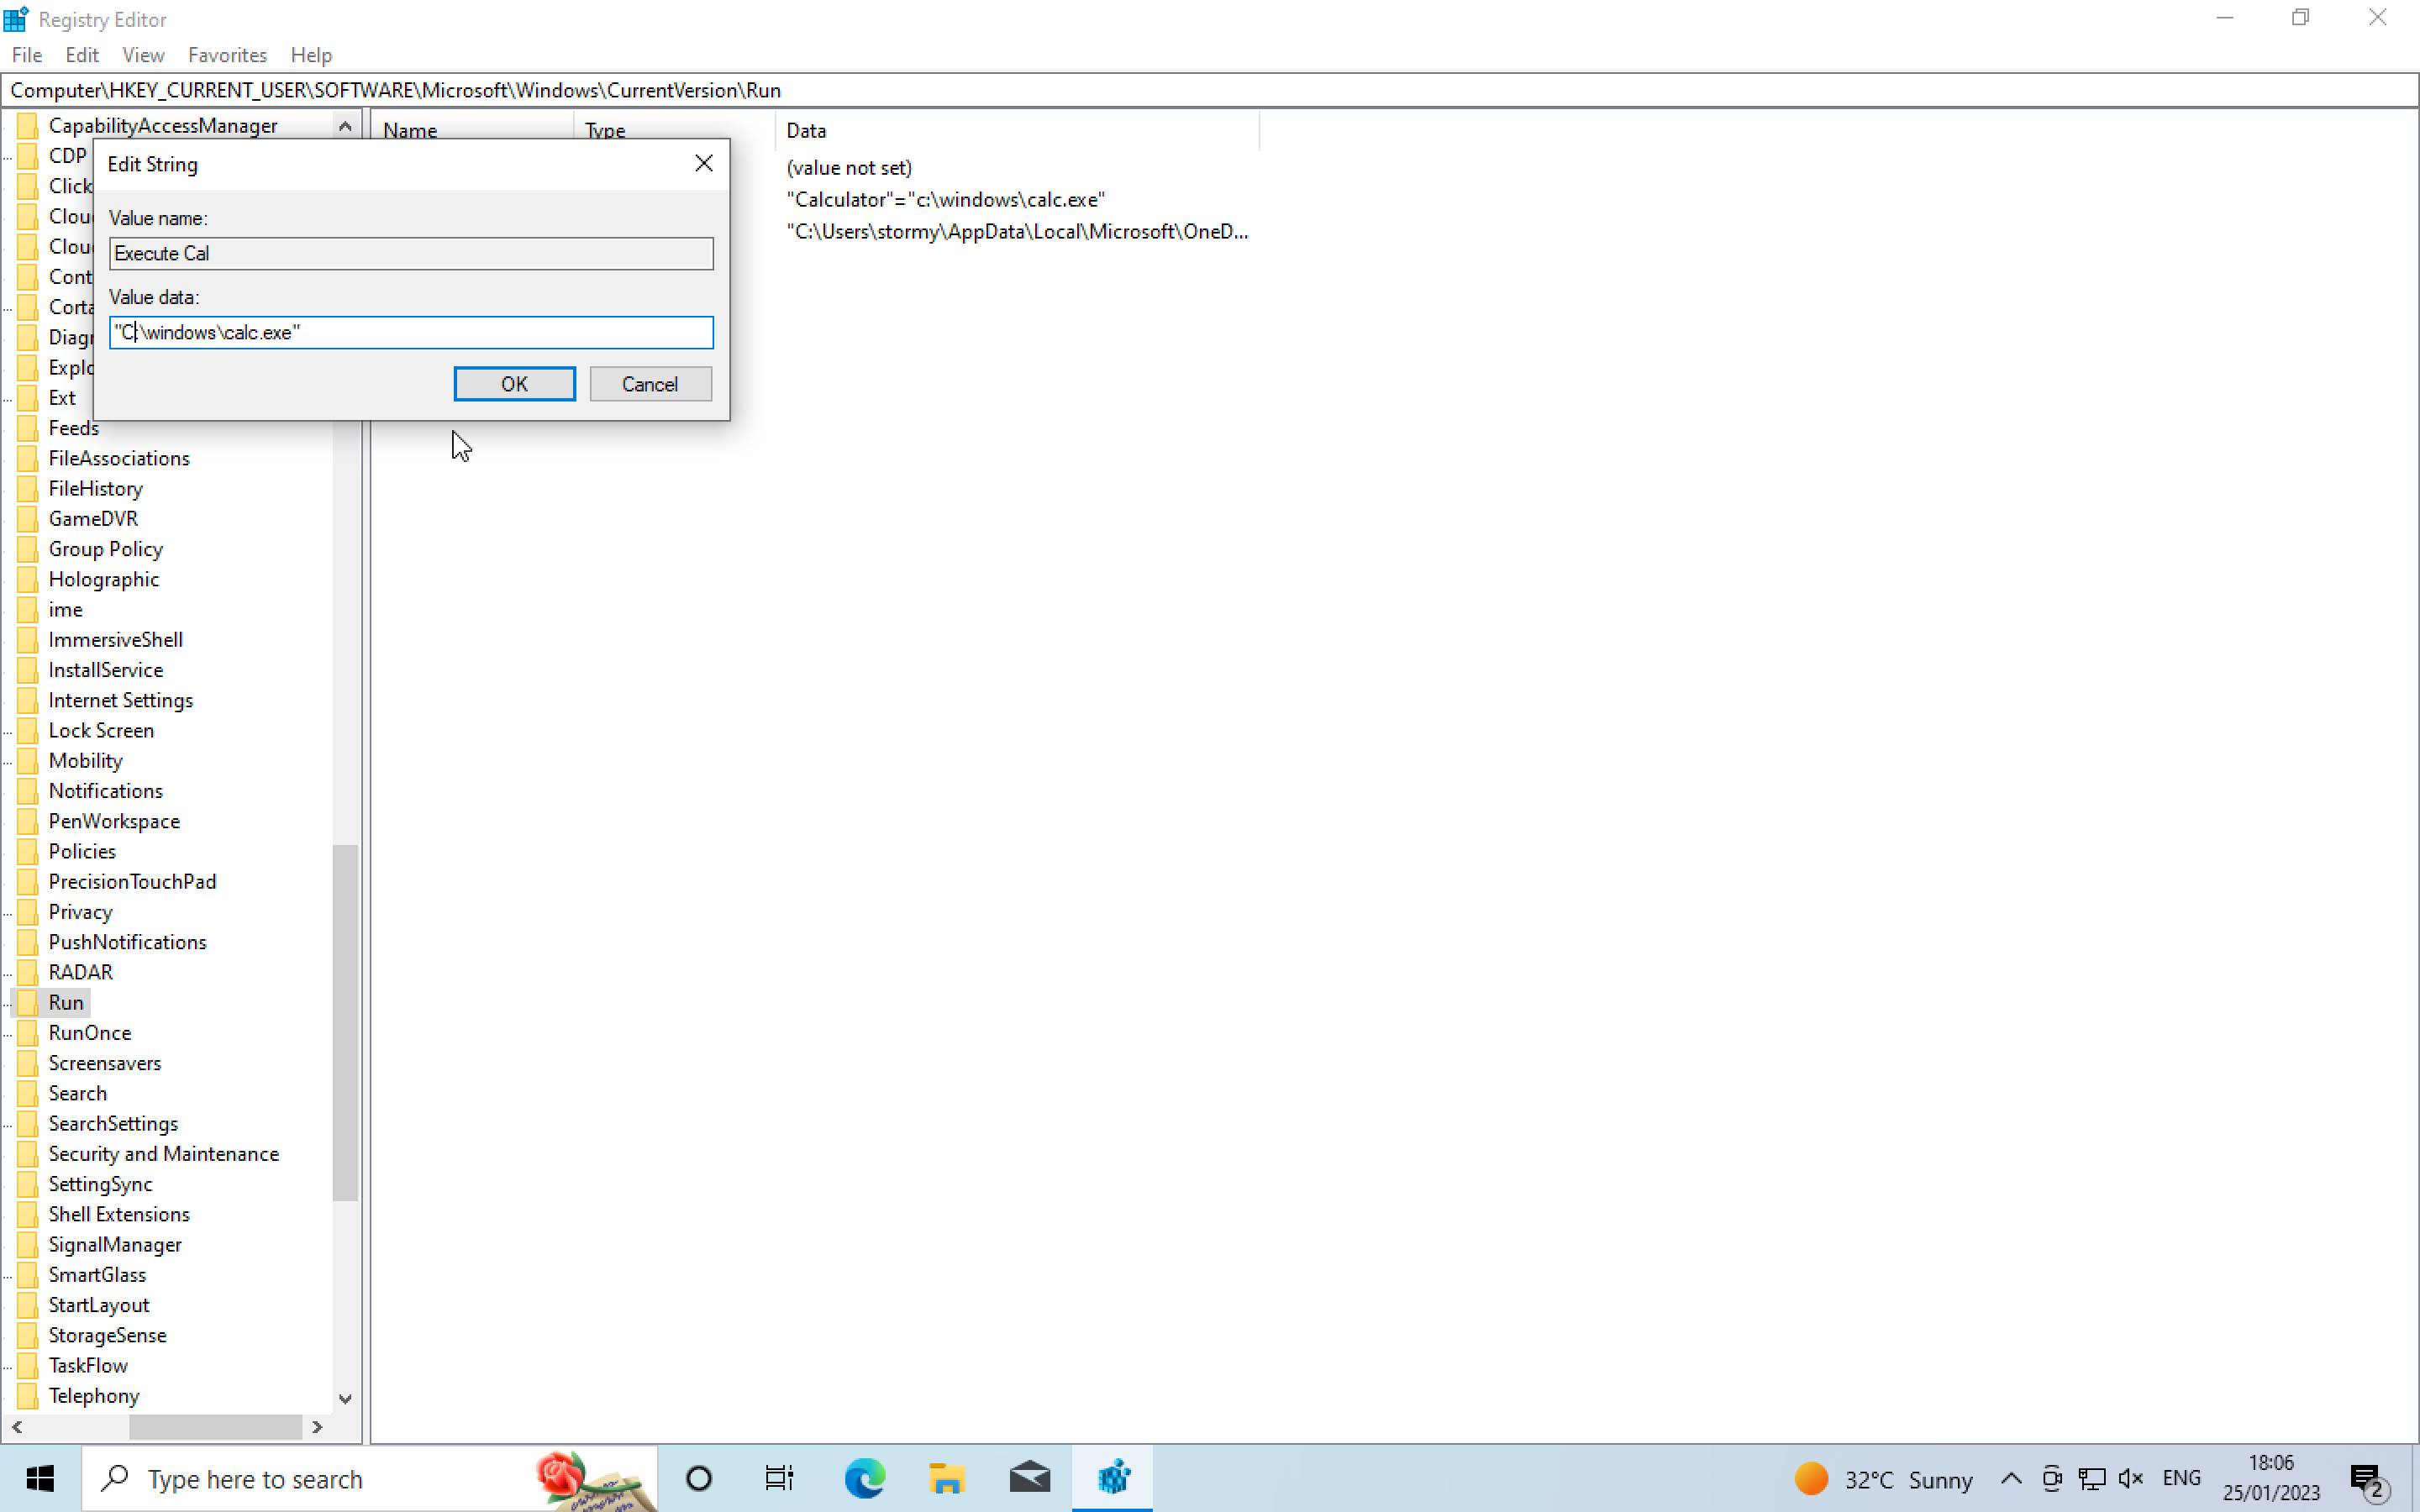 Registry Editor
File Edit View Favorites Help
Computer\HKEY_CURRENT_USER\SOFTWARE\Microsoft\Windows\CurrentVersion\Run
CapabilityAccessManager
CDP
Click
Clou
Clou
Cont
Corta
Diagr
Explo
Ext
Feeds
FileAssociations
FileHistory
GameDVR
Group Policy
Holographic
ime
ImmersiveShell
InstallService
Internet Settings
Lock Screen
Mobility
Notifications
PenWorkspace
Policies
PrecisionTouchPad
Privacy
PushNotifications
RADAR
Run
RunOnce
Screensavers
Search
SearchSettings
Security and Maintenance
SettingSync
Shell Extensions
SignalManager
SmartGlass
StartLayout
StorageSense
TaskFlow
Telephony
Name Type Data
(value not set)
"Calculator"="c:\windows\calc.exe"
"C:\Users\stormy\AppData\Local\Microsoft\OneD...
Edit String
Value name:
Execute Cal
Value data:
"C:\windows\calc.exe"
OK Cancel
Type here to search
32°C Sunny
ENG
18:06
25/01/2023
2